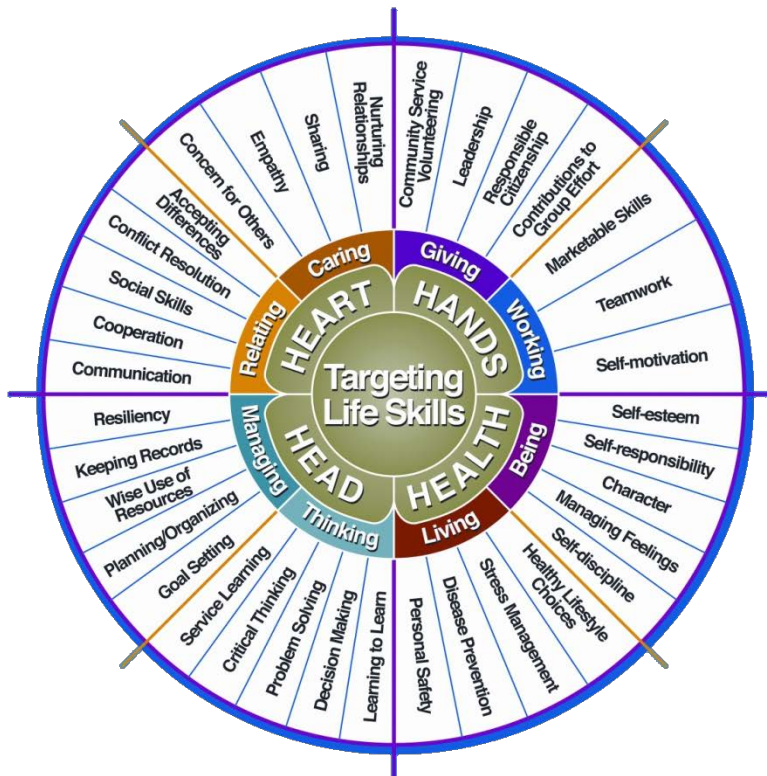 Targeting
Life Skills
HEART
HANDS
HEALTH
HEAD
Caring
Giving
Working
Being
Living
Thinking
Managing
Relating
Nurturing
Relationships
Sharing
Empathy
Concern for Others
Accepting
Differences
Conflict Resolution
Social Skills
Cooperation
Communication
Community Service
Volunteering
Leadership
Responsible
Citizenship
Contributions to
Group Effort
Marketable Skills
Teamwork
Self-motivation
Self-esteem
Self-responsibility
Character
Managing Feelings
Self-discipline
Healthy Lifestyle
Choices
Stress Management
Disease Prevention
Personal Safety
Learning to Learn
Decision Making
Problem Solving
Critical Thinking
Service Learning
Goal Setting
Planning/Organizing
Wise Use of
Resources
Keeping Records
Resiliency